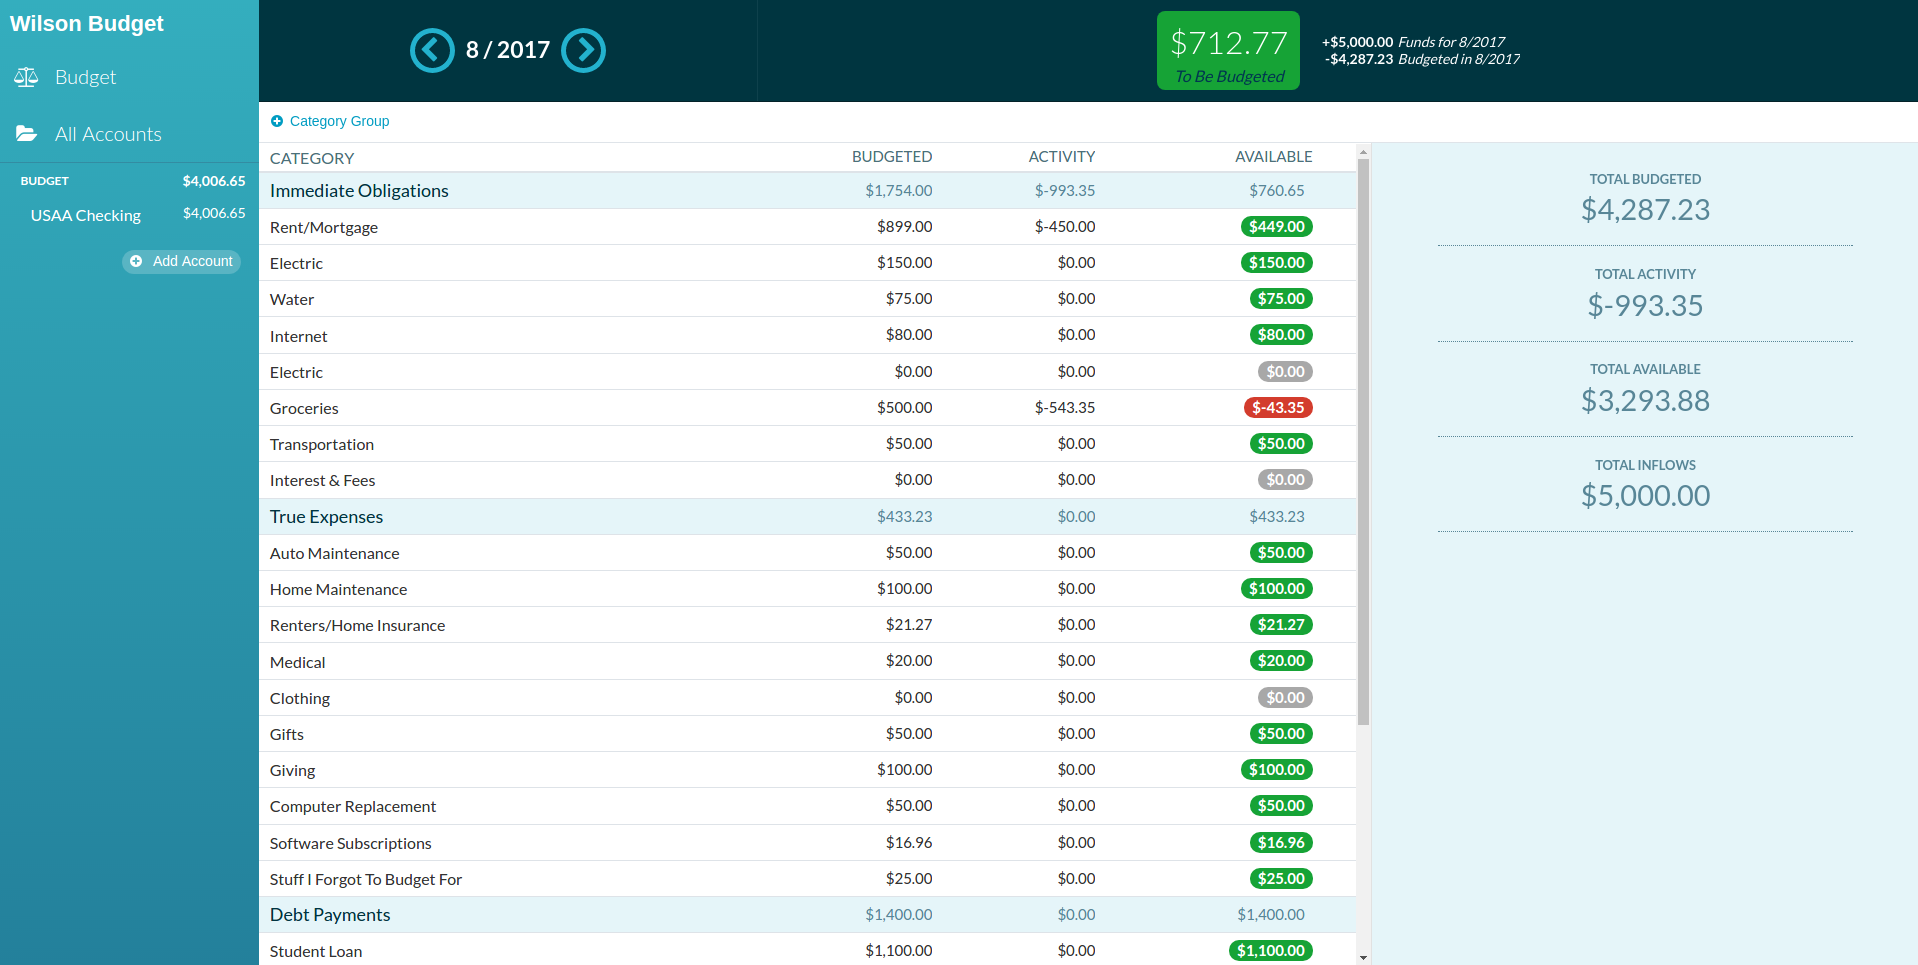 Wilson Budget
Budget
All Accounts
BUDGET $4,006.65
USAA Checking $4,006.65
Add Account
8 / 2017
$712.77
To Be Budgeted
+$5,000.00 Funds for 8/2017
-$4,287.23 Budgeted in 8/2017
Category Group
CATEGORY BUDGETED ACTIVITY AVAILABLE
Immediate Obligations $1,754.00 $-993.35 $760.65
Rent/Mortgage $899.00 $-450.00 $449.00
Electric $150.00 $0.00 $150.00
Water $75.00 $0.00 $75.00
Internet $80.00 $0.00 $80.00
Electric $0.00 $0.00 $0.00
Groceries $500.00 $-543.35 $-43.35
Transportation $50.00 $0.00 $50.00
Interest & Fees $0.00 $0.00 $0.00
True Expenses $433.23 $0.00 $433.23
Auto Maintenance $50.00 $0.00 $50.00
Home Maintenance $100.00 $0.00 $100.00
Renters/Home Insurance $21.27 $0.00 $21.27
Medical $20.00 $0.00 $20.00
Clothing $0.00 $0.00 $0.00
Gifts $50.00 $0.00 $50.00
Giving $100.00 $0.00 $100.00
Computer Replacement $50.00 $0.00 $50.00
Software Subscriptions $16.96 $0.00 $16.96
Stuff I Forgot To Budget For $25.00 $0.00 $25.00
Debt Payments $1,400.00 $0.00 $1,400.00
Student Loan $1,100.00 $0.00 $1,100.00
TOTAL BUDGETED
$4,287.23
TOTAL ACTIVITY
$-993.35
TOTAL AVAILABLE
$3,293.88
TOTAL INFLOWS
$5,000.00